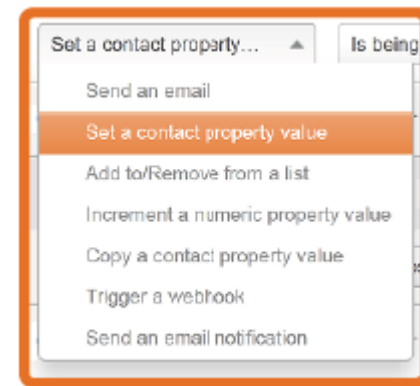 Set a contact property... Is being
Send an email
Set a contact property value
Add to/Remove from a list
Increment a numeric property value
Copy a contact property value
Trigger a webhook
Send an email notification